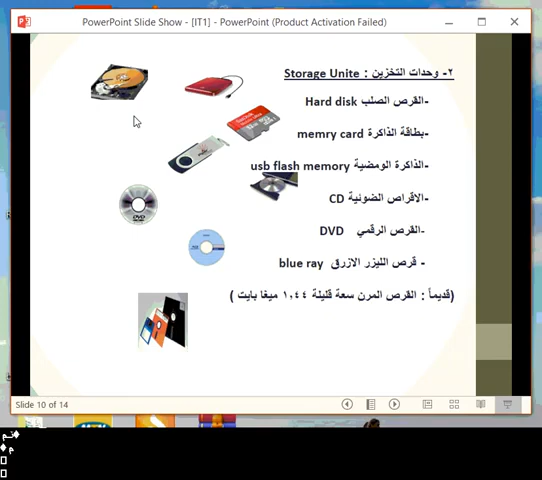 PowerPoint Slide Show - [IT1] - PowerPoint (Product Activation Failed)
٢- وحدات التخزين : Storage Unite
-القرص الصلب Hard disk
-بطاقة الذاكرة memry card
-الذاكرة الومضية usb flash memory
-الاقراص الضوئية CD
-القرص الرقمي DVD
- قرص الليزر الازرق blue ray
(قديماً : القرص المرن سعة قليلة ١,٤٤ ميغا بايت )
DVD
Slide 10 of 14